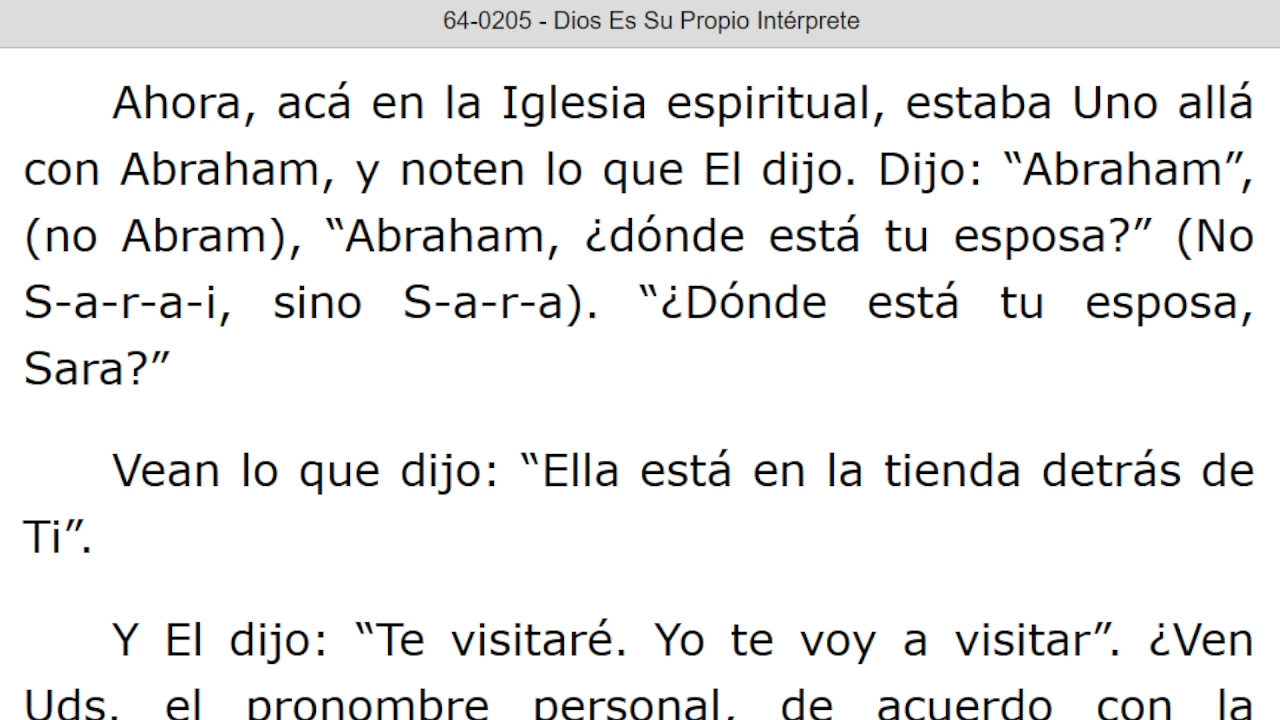 64-0205 - Dios Es Su Propio Intérprete
Ahora, acá en la Iglesia espiritual, estaba Uno allá
con Abraham, y noten lo que El dijo. Dijo: “Abraham”,
(no Abram), “Abraham, ¿dónde está tu esposa?” (No
S-a-r-a-i, sino S-a-r-a). “¿Dónde está tu esposa,
Sara?”
Vean lo que dijo: “Ella está en la tienda detrás de
Ti”.
Y El dijo: “Te visitaré. Yo te voy a visitar”. ¿Ven
Uds. el pronombre personal, de acuerdo con la